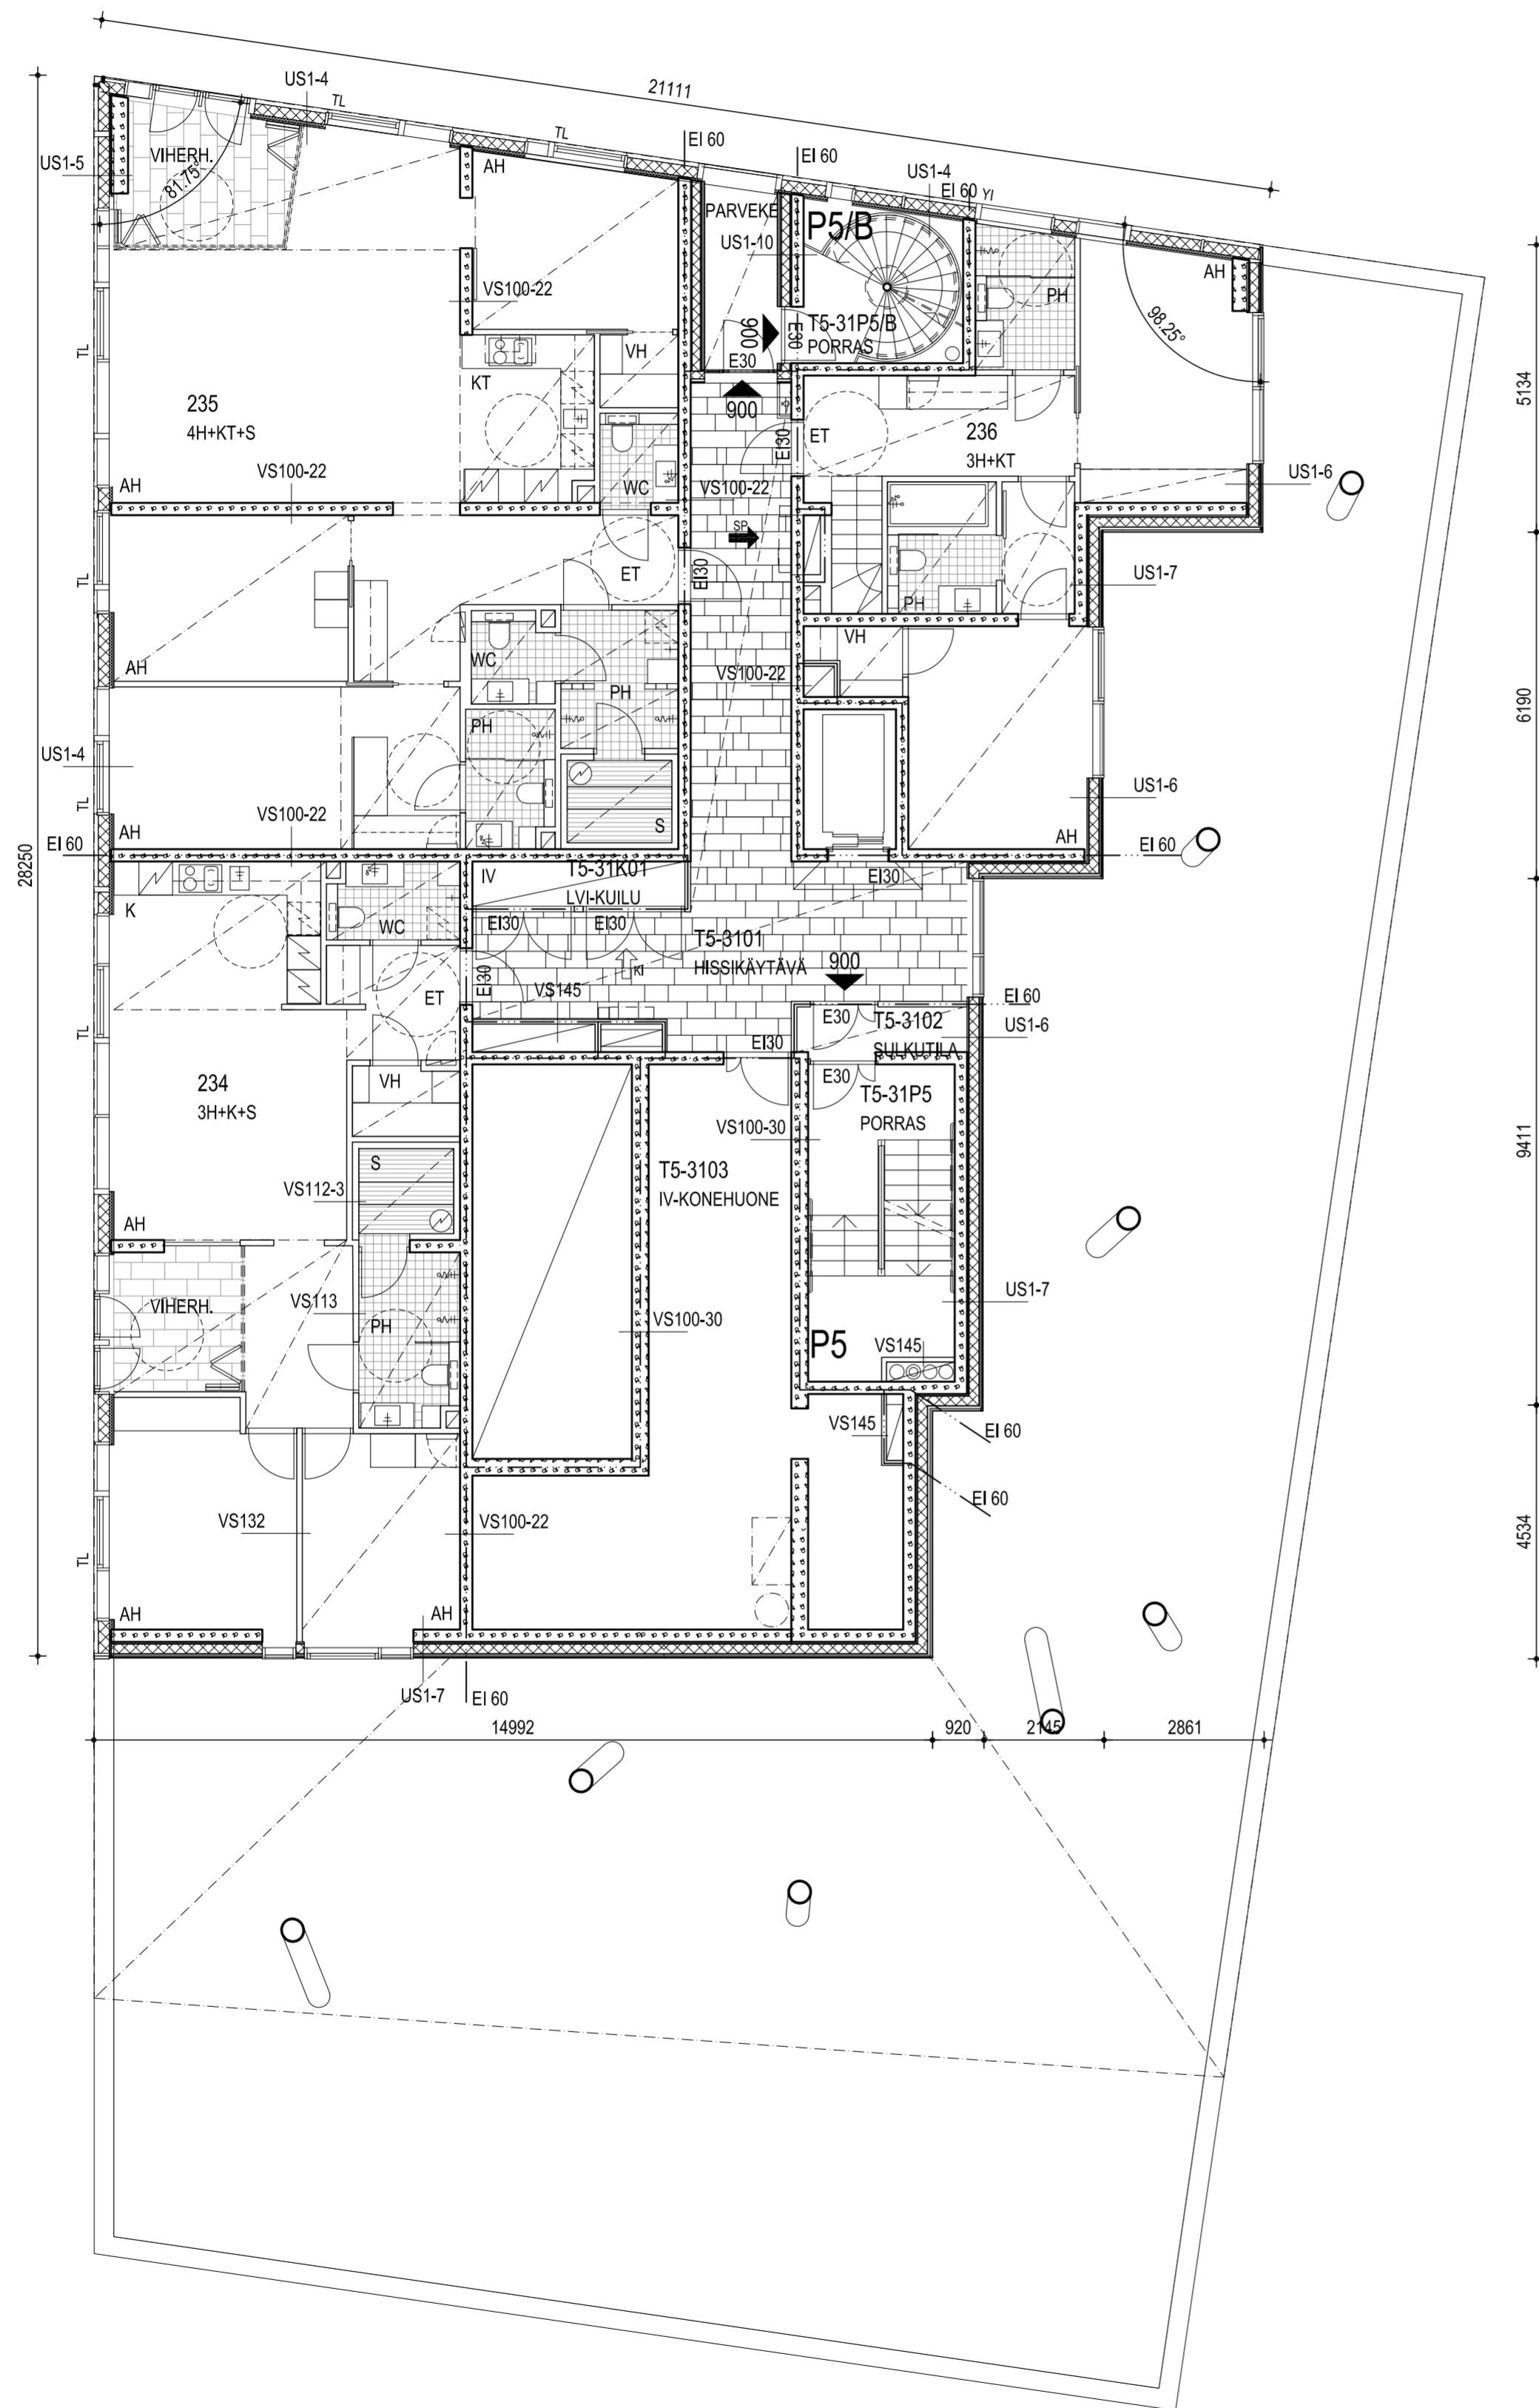 21111
US1-4
TL
TL
EI 60
EI 60
US1-5
VIHERH.
81.75°
AH
PARVEKE
US1-10
P5/B
US1-4
EI 60
YI
PH
AH
98.25°
VS100-22
900
E30
T5-31P5/B
PORRAS
E30
900
TL
KT
VH
5134
235
4H+KT+S
VS100-22
AH
WC
VS100-22
EI30
ET
236
3H+KT
US1-6
TL
SP
ET
EI30
US1-7
PH
AH
WC
PH
VH
VS100-22
6190
US1-4
PH
TL
VS100-22
S
US1-6
AH
AH
EI 60
EI 60
28250
IV
T5-31K01
LVI-KUILU
EI30
K
WC
EI30
EI30
T5-3101
HISSIKÄYTÄVÄ
900
KI
ET
EI30
VS145
EI 60
TL
E30
T5-3102
SULKUTILA
US1-6
EI30
234
3H+K+S
VH
E30
T5-31P5
PORRAS
VS100-30
9411
S
VS112-3
T5-3103
IV-KONEHUONE
AH
VIHERH.
VS113
PH
VS100-30
US1-7
P5
VS145
VS145
EI 60
EI 60
VS132
VS100-22
TL
4534
AH
AH
US1-7
EI 60
14992
920
2145
2861